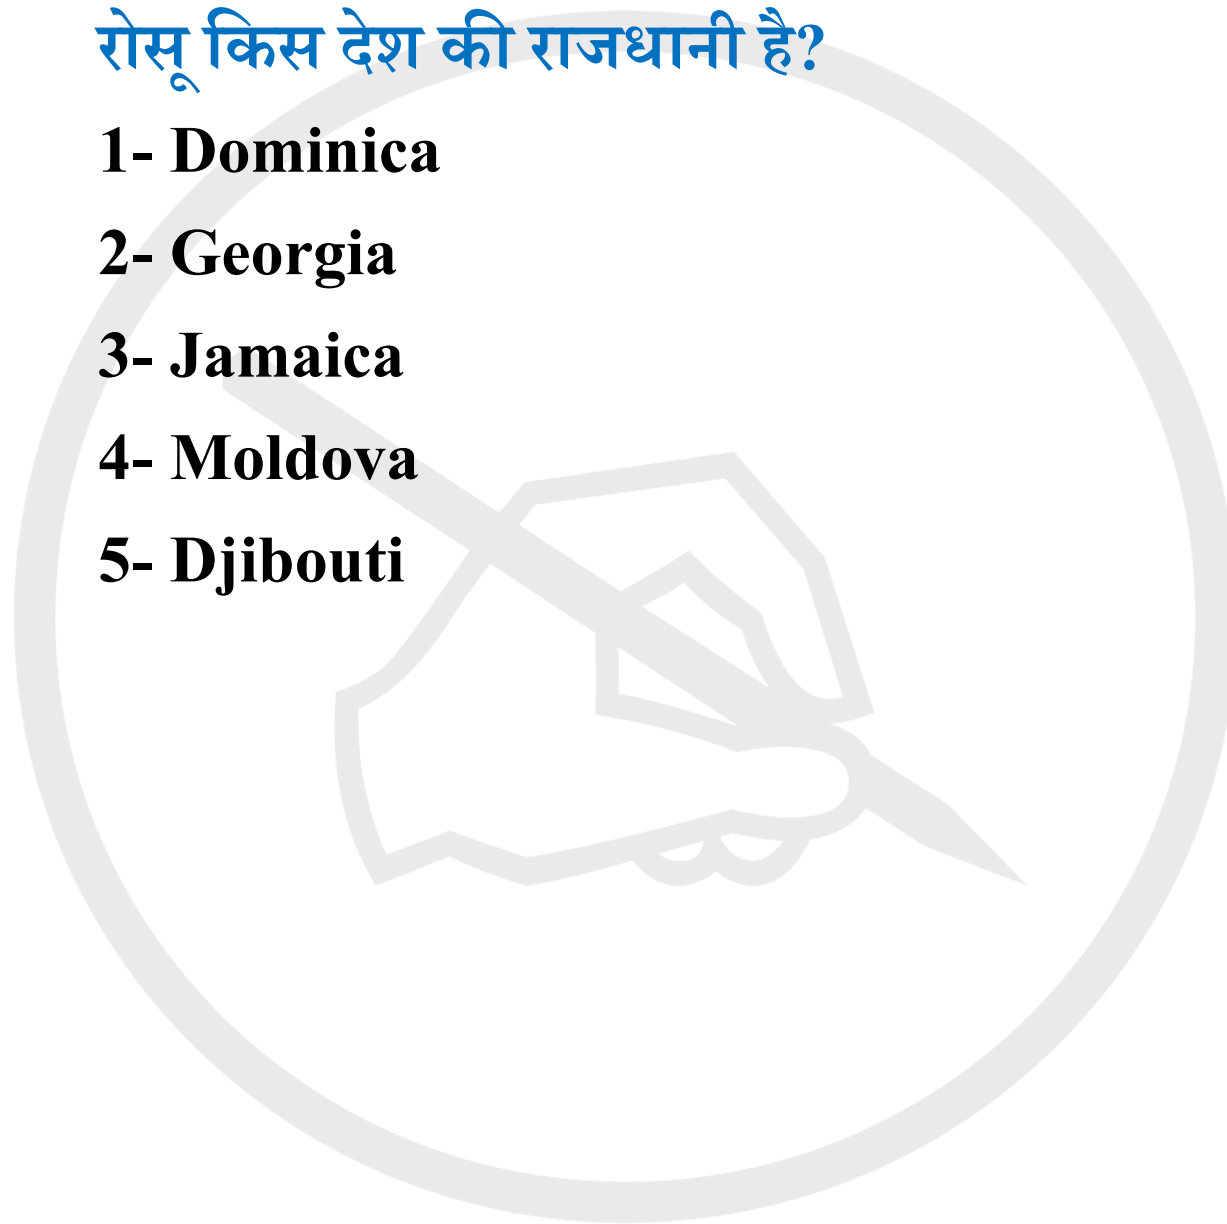 रोसू किस देश की राजधानी है?
1- Dominica
2- Georgia
3- Jamaica
4- Moldova
5- Djibouti